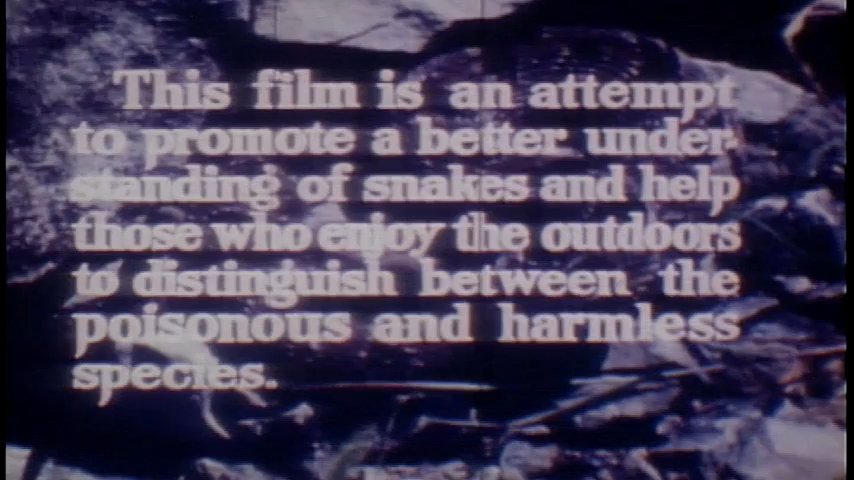 This film is an attempt
to promote a better under-
standing of snakes and help
those who enjoy the outdoors
to distinguish between the
poisonous and harmless
species.